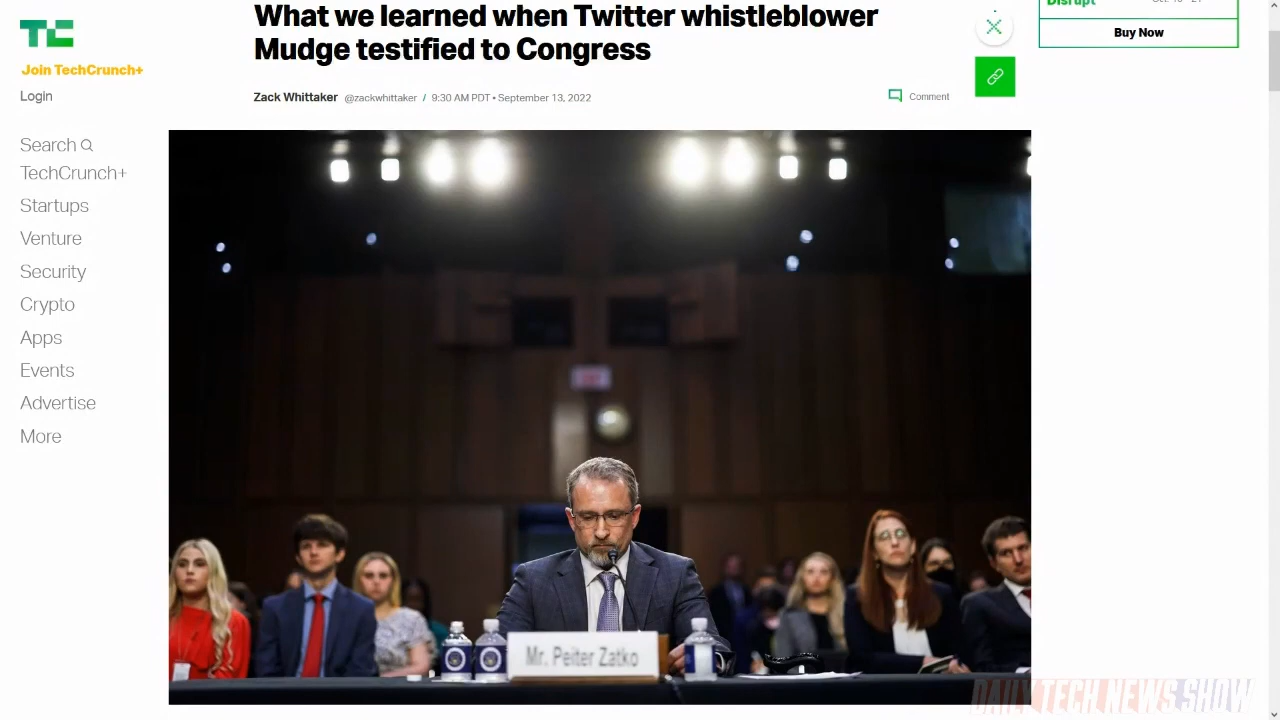 What we learned when Twitter whistleblower
Mudge testified to Congress
Disrupt
Buy Now
TC
Join TechCrunch+
Login
Zack Whittaker @zackwhittaker / 9:30 AM PDT • September 13, 2022
Comment
Search
TechCrunch+
Startups
Venture
Security
Crypto
Apps
Events
Advertise
More
Mr. Peiter Zatko
DAILY TECH NEWS SHOW